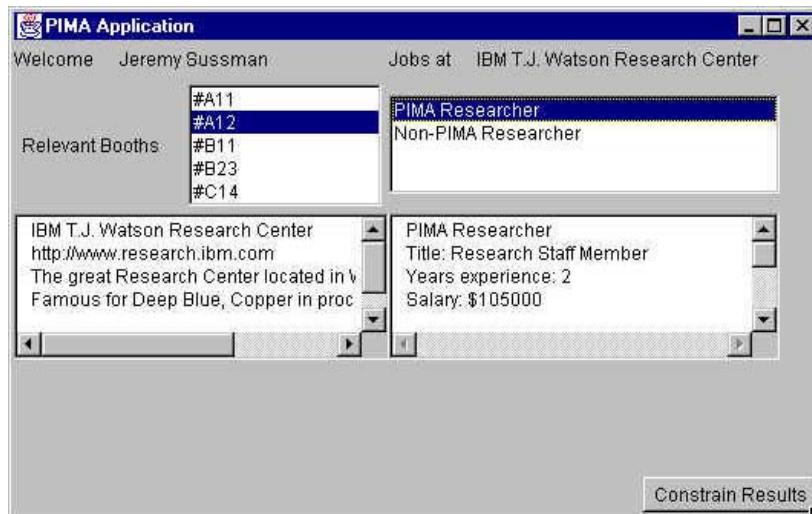 PIMA Application
Welcome Jeremy Sussman
Jobs at IBM T.J. Watson Research Center
Relevant Booths
#A11
#A12
#B11
#B23
#C14
PIMA Researcher
Non-PIMA Researcher
IBM T.J. Watson Research Center
http://www.research.ibm.com
The great Research Center located in
Famous for Deep Blue, Copper in proc
PIMA Researcher
Title: Research Staff Member
Years experience: 2
Salary: $105000
Constrain Results